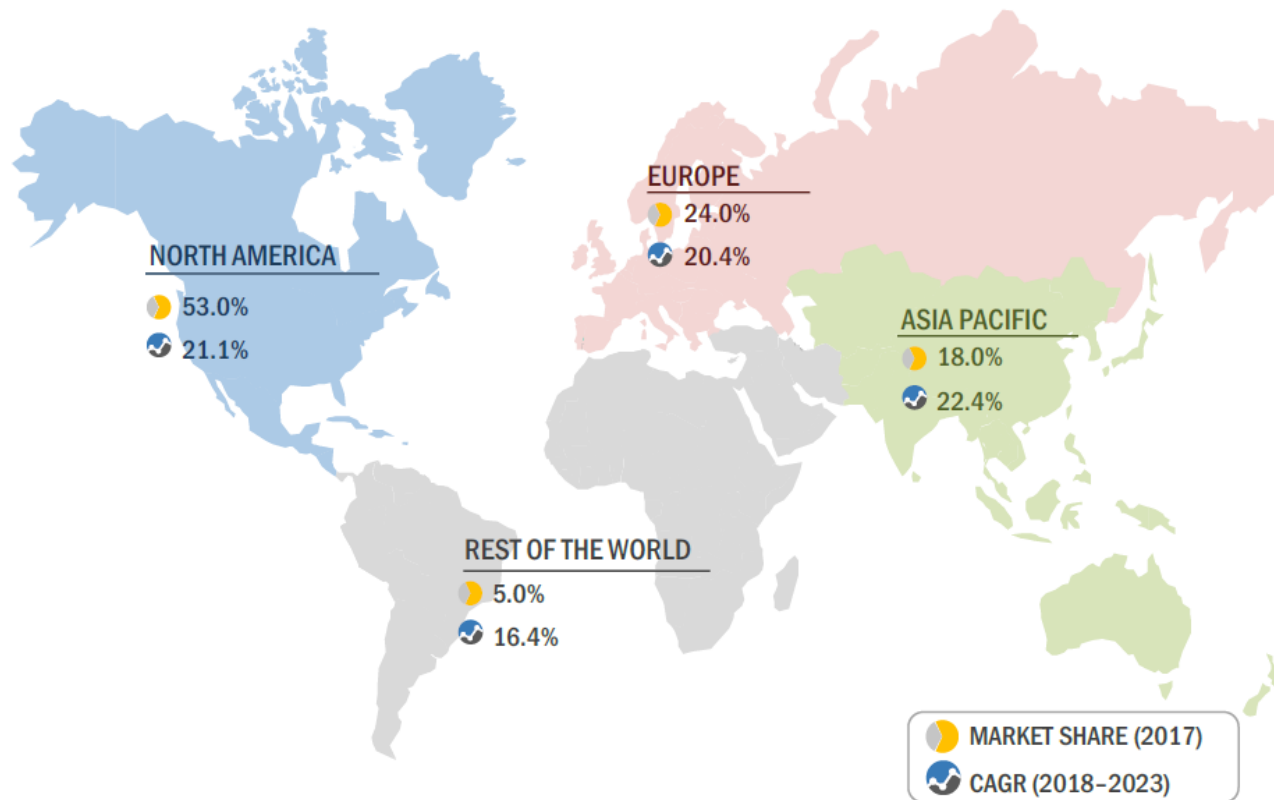 EUROPE
24.0%
20.4%
NORTH AMERICA
53.0%
21.1%
ASIA PACIFIC
18.0%
22.4%
REST OF THE WORLD
5.0%
16.4%
MARKET SHARE (2017)
CAGR (2018–2023)